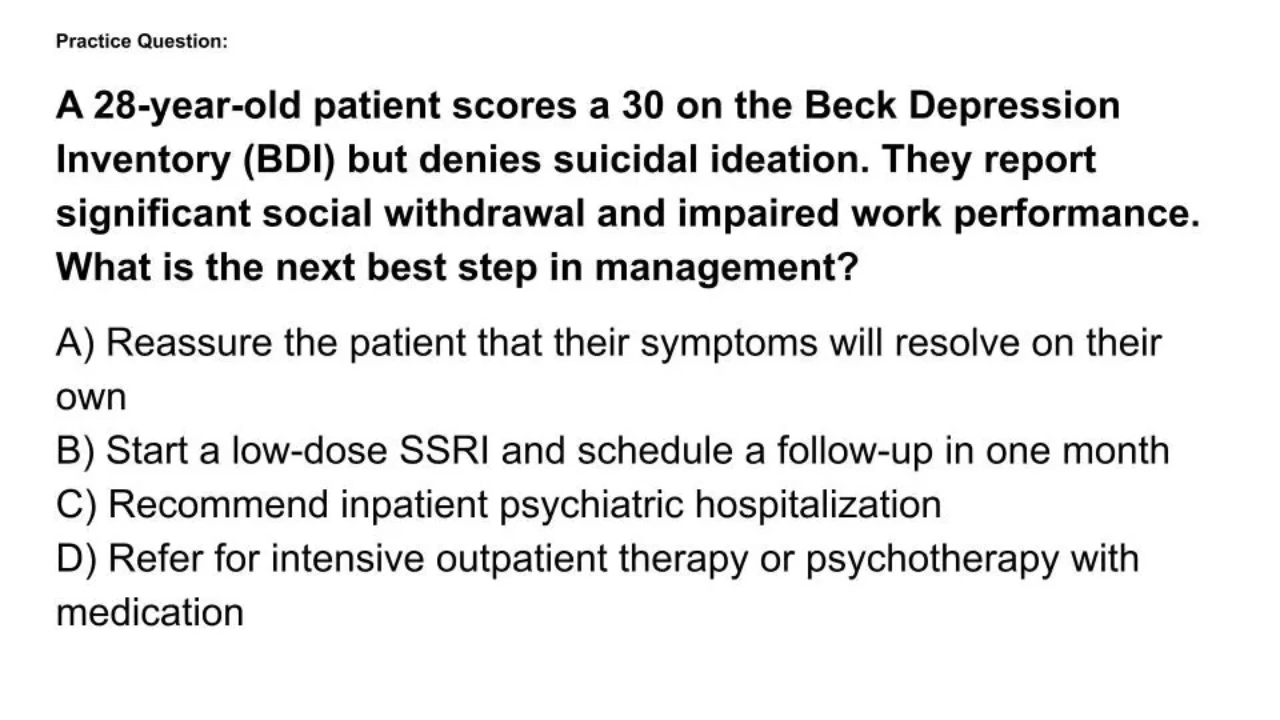 Practice Question:
A 28-year-old patient scores a 30 on the Beck Depression
Inventory (BDI) but denies suicidal ideation. They report
significant social withdrawal and impaired work performance.
What is the next best step in management?
A) Reassure the patient that their symptoms will resolve on their
own
B) Start a low-dose SSRI and schedule a follow-up in one month
C) Recommend inpatient psychiatric hospitalization
D) Refer for intensive outpatient therapy or psychotherapy with
medication